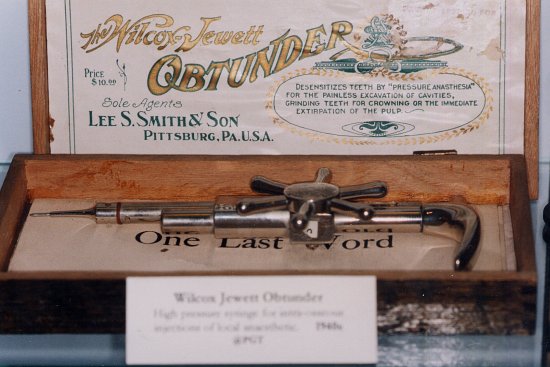 The Wilcox-Jewett
OBTUNDER
Price
$10.00
Sole Agents
LEE S. SMITH & SON
PITTSBURG, PA. U.S.A.
DESENSITIZES TEETH BY "PRESSURE ANASTHESIA"
FOR THE PAINLESS EXCAVATION OF CAVITIES,
GRINDING TEETH FOR CROWNING OR THE IMMEDIATE
EXTIRPATION OF THE PULP
One Last Word
Wilcox Jewett Obtunder
High pressure syringe for intra-osseous
injections of local anaesthetic. 1940s
@PGT